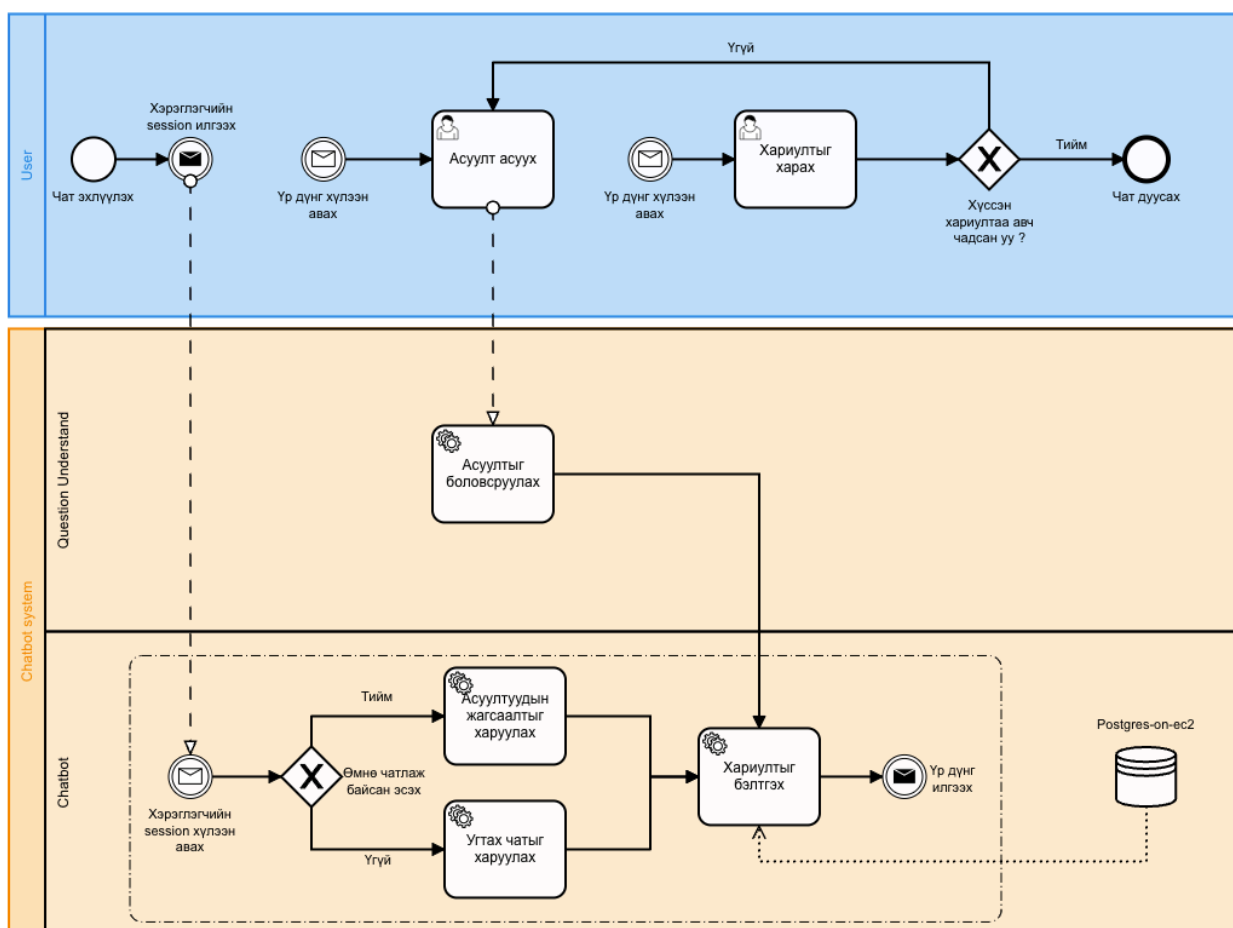 User
Үгүй
Хэрэглэгчийн
session илгээх
Чат эхлүүлэх
Үр дүнг хүлээн
авах
Асуулт асуух
Үр дүнг хүлээн
авах
Хариултыг
харах
Хүссэн
хариултаа авч
чадсан уу ?
Тийм
Чат дуусах
Chatbot system
Question Understand
Асуултыг
боловсруулах
Chatbot
Хэрэглэгчийн
session хүлээн
авах
Өмнө чатлаж
байсан эсэх
Тийм
Асуултуудын
жагсаалтыг
харуулах
Үгүй
Угтах чатыг
харуулах
Хариултыг
бэлтгэх
Үр дүнг
илгээх
Postgres-on-ec2